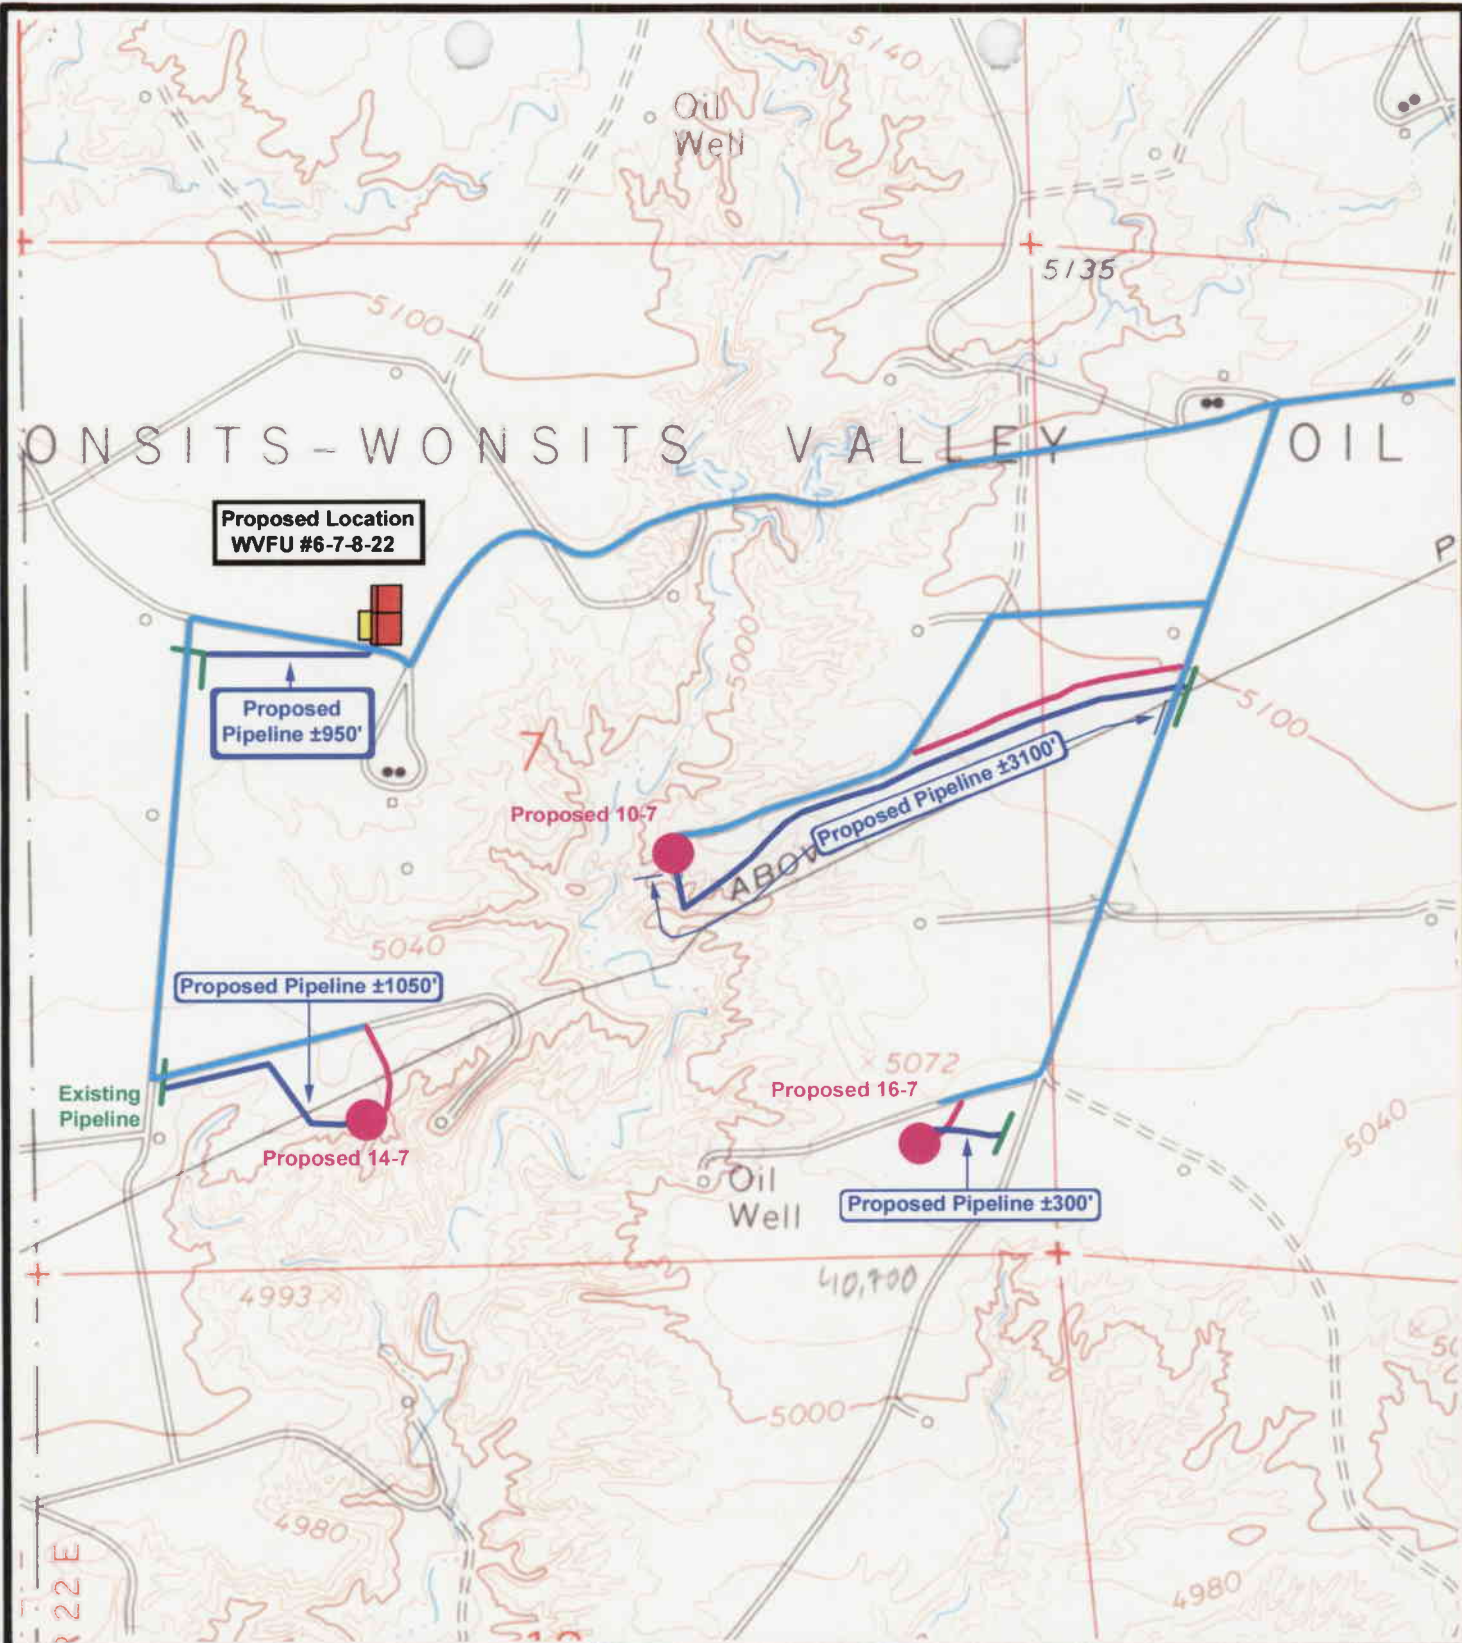 5140
Oil
Well
5135
5100
ONSITS-WONSITS VALLEY OIL
Proposed Location
WVFU #6-7-8-22
P
5000
Proposed
Pipeline ±950'
7
5100
Proposed Pipeline ±3100'
Proposed 10-7
ABOV
5040
Proposed Pipeline ±1050'
5072
Existing
Pipeline
Proposed 16-7
5040
Proposed 14-7
Oil
Well
Proposed Pipeline ±300'
4993
40,700
5000
4980
4980
R 22 E